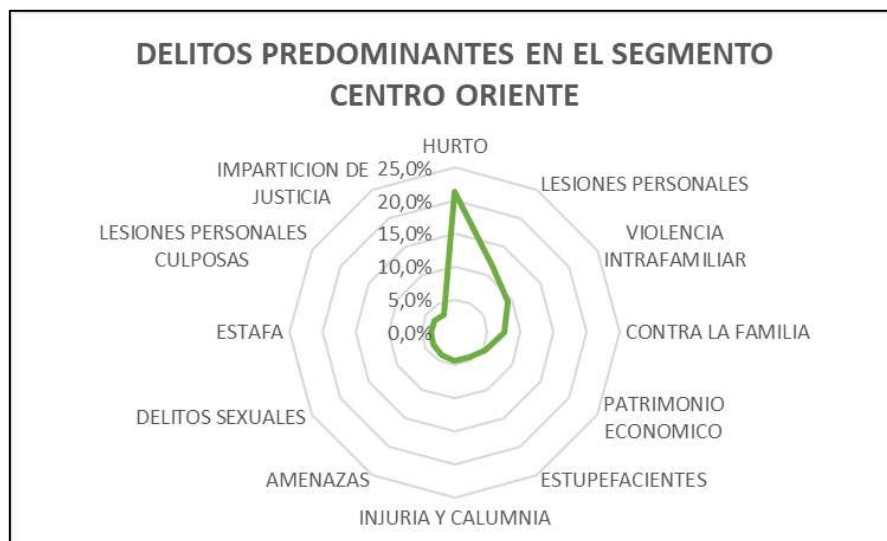 DELITOS PREDOMINANTES EN EL SEGMENTO
CENTRO ORIENTE
HURTO
LESIONES PERSONALES
VIOLENCIA
INTRAFAMILIAR
CONTRA LA FAMILIA
PATRIMONIO
ECONOMICO
ESTUPEFACIENTES
INJURIA Y CALUMNIA
AMENAZAS
DELITOS SEXUALES
ESTAFA
LESIONES PERSONALES
CULPOSAS
IMPARTICION DE
JUSTICIA
25,0%
20,0%
15,0%
10,0%
5,0%
0,0%